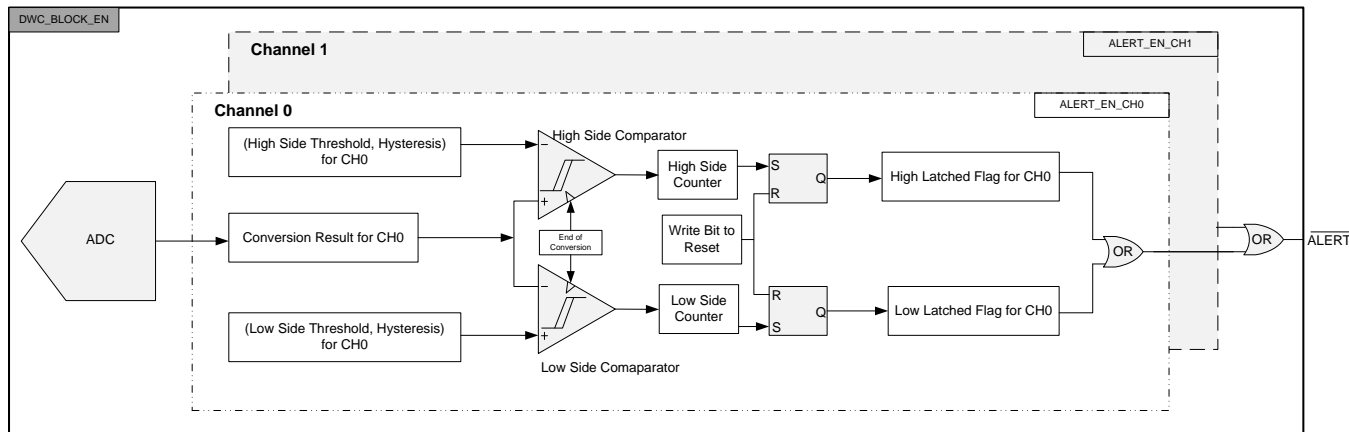 DWC_BLOCK_EN
Channel 1
ALERT_EN_CH1
Channel 0
ALERT_EN_CH0
(High Side Threshold, Hysteresis)
for CH0
High Side Comparator
−
+
High Side
Counter
S
R
Q
High Latched Flag for CH0
ADC
Conversion Result for CH0
End of
Conversion
Write Bit to
Reset
OR
OR
ALERT
(Low Side Threshold, Hysteresis)
for CH0
−
+
Low Side
Counter
R
S
Q
Low Latched Flag for CH0
Low Side Comaparator